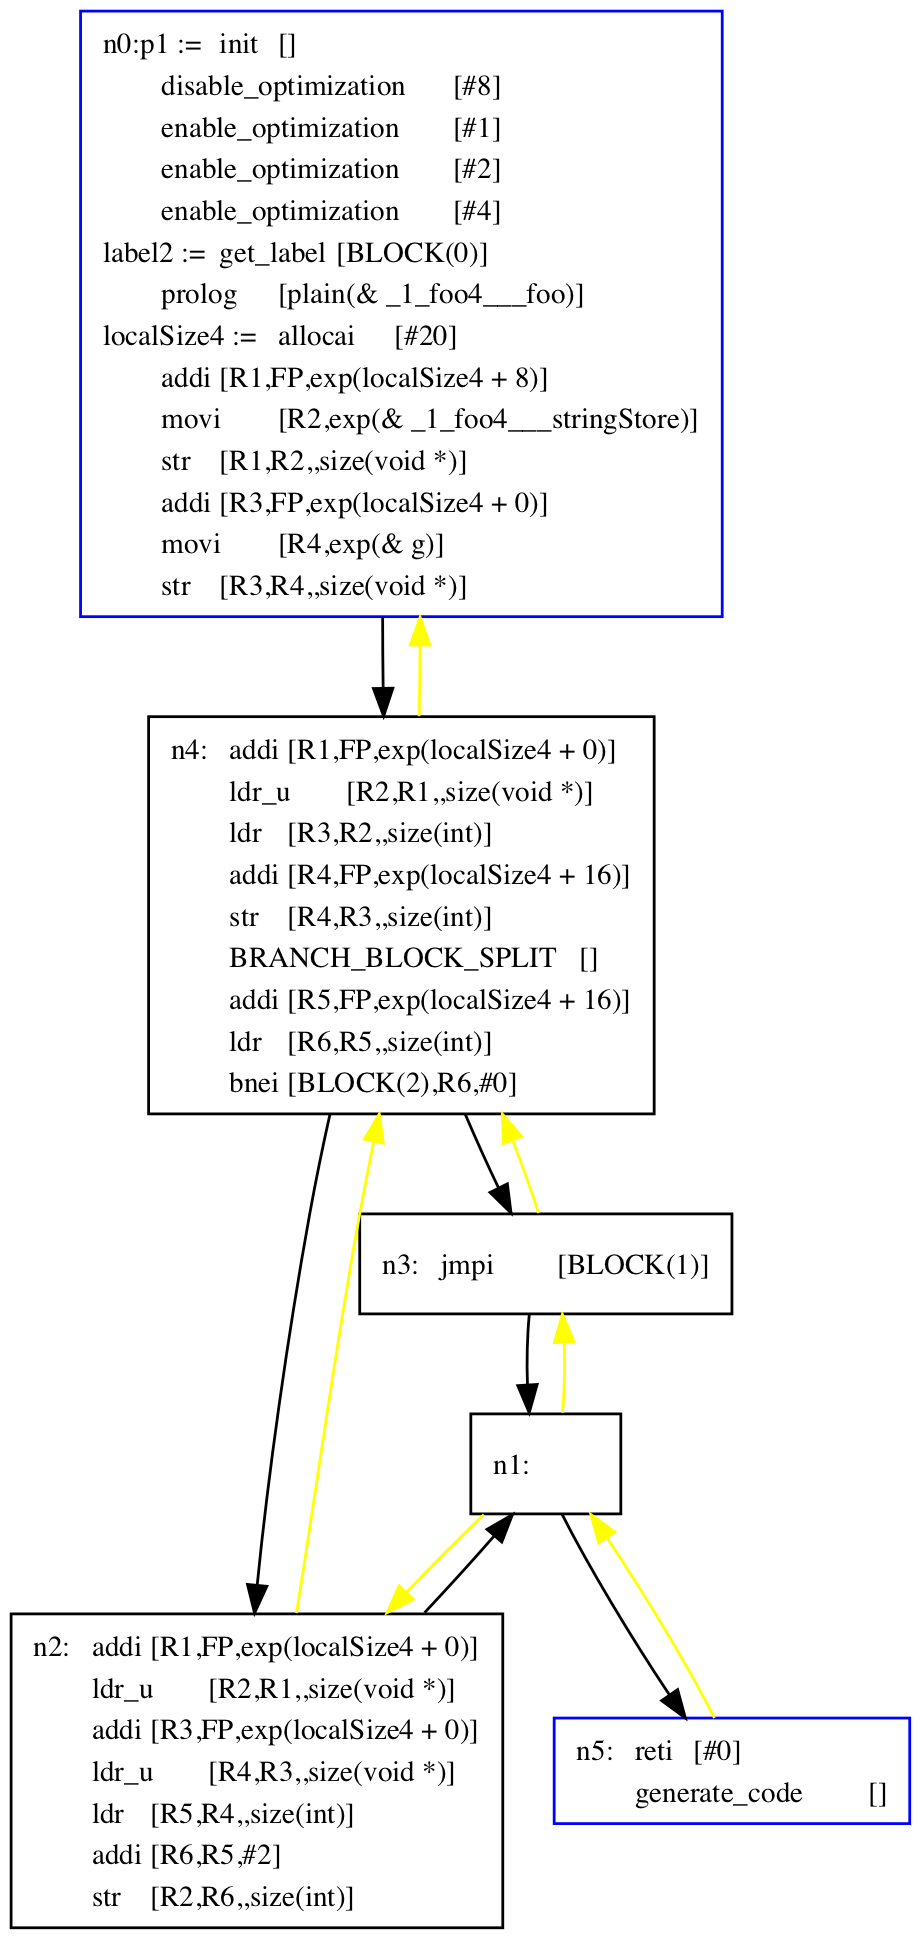 n0:p1 := init []
disable_optimization [#8]
enable_optimization [#1]
enable_optimization [#2]
enable_optimization [#4]
label2 := get_label [BLOCK(0)]
prolog [plain(& _1_foo4___foo)]
localSize4 := allocai [#20]
addi [R1,FP,exp(localSize4 + 8)]
movi [R2,exp(& _1_foo4___stringStore)]
str [R1,R2,,size(void *)]
addi [R3,FP,exp(localSize4 + 0)]
movi [R4,exp(& g)]
str [R3,R4,,size(void *)]
n4: addi [R1,FP,exp(localSize4 + 0)]
ldr_u [R2,R1,,size(void *)]
ldr [R3,R2,,size(int)]
addi [R4,FP,exp(localSize4 + 16)]
str [R4,R3,,size(int)]
BRANCH_BLOCK_SPLIT []
addi [R5,FP,exp(localSize4 + 16)]
ldr [R6,R5,,size(int)]
bnei [BLOCK(2),R6,#0]
n3: jmpi [BLOCK(1)]
n1:
n2: addi [R1,FP,exp(localSize4 + 0)]
ldr_u [R2,R1,,size(void *)]
addi [R3,FP,exp(localSize4 + 0)]
ldr_u [R4,R3,,size(void *)]
ldr [R5,R4,,size(int)]
addi [R6,R5,#2]
str [R2,R6,,size(int)]
n5: reti [#0]
generate_code []